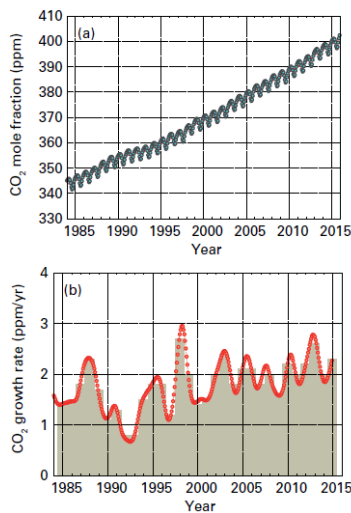 (a)
CO2 mole fraction (ppm)
410
400
390
380
370
360
350
340
330
1985 1990 1995 2000 2005 2010 2015
Year
(b)
CO2 growth rate (ppm/yr)
4
3
2
1
0
1985 1990 1995 2000 2005 2010 2015
Year